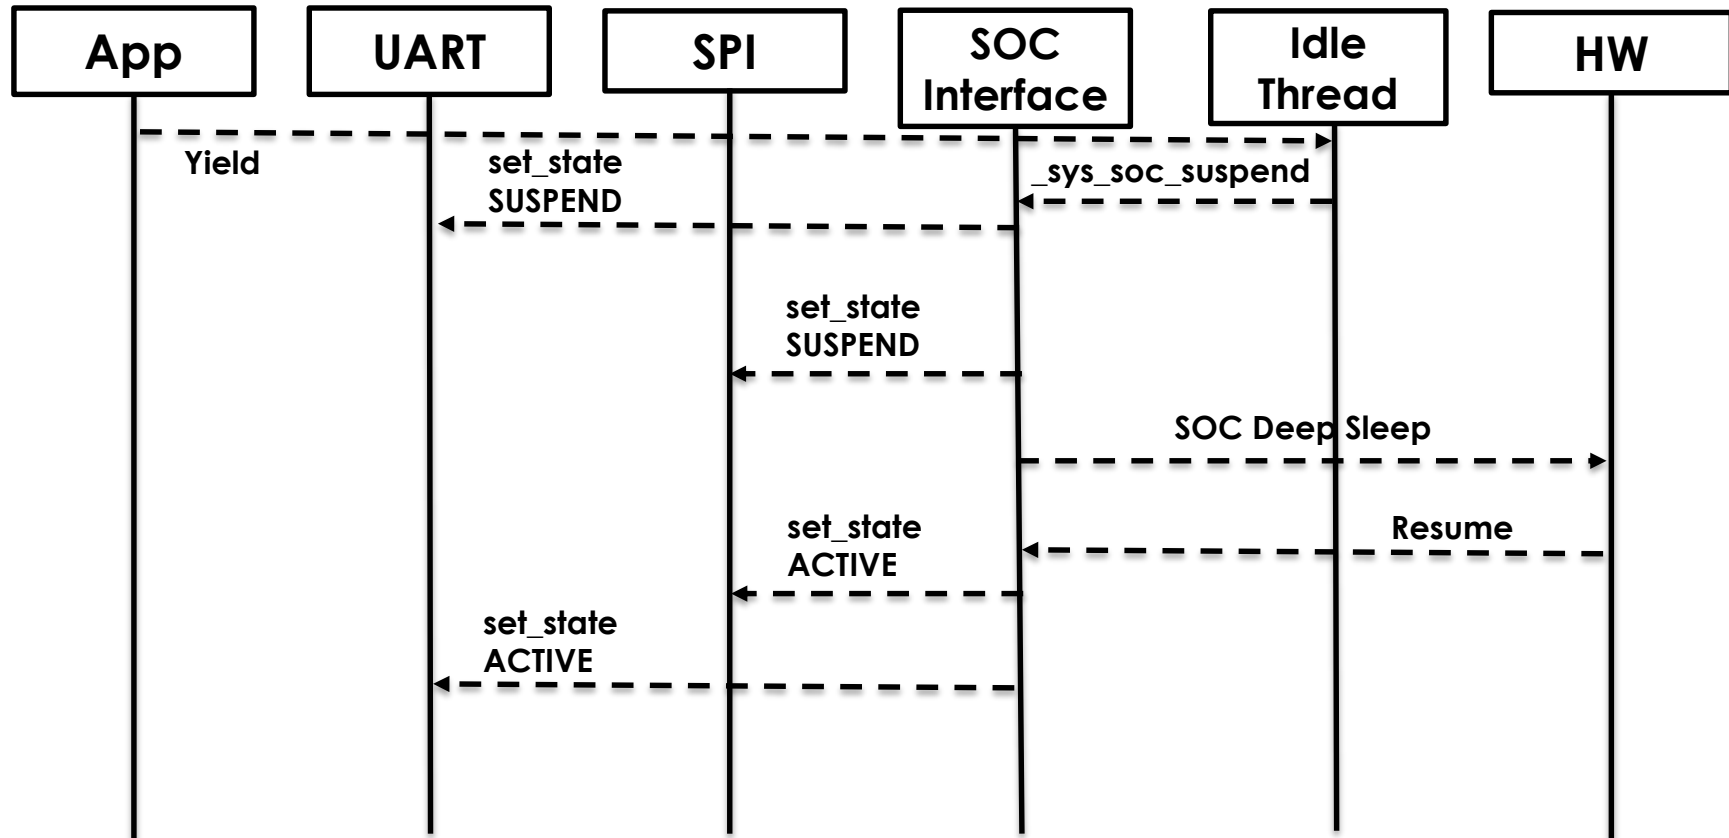 App
UART
SPI
SOC
Interface
Idle
Thread
HW
Yield
set_state
SUSPEND
_sys_soc_suspend
set_state
SUSPEND
SOC Deep Sleep
Resume
set_state
ACTIVE
set_state
ACTIVE